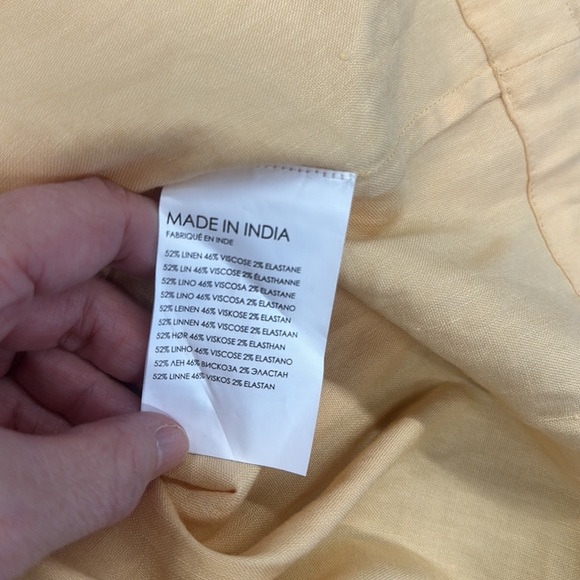 MADE IN INDIA
FABRIQUÉ EN INDE
52% LINEN 46% VISCOSE 2% ELASTANE
52% LIN 46% VISCOSE 2% ÉLASTHANNE
52% LINO 46% VISCOSA 2% ELASTANE
52% LINO 46% VISCOSA 2% ELASTANO
52% LEINEN 46% VISKOSE 2% ELASTAN
52% LINNEN 46% VISCOSE 2% ELASTAAN
52% HØR 46% VISCOSE 2% ELASTHAN
52% LINHO 46% VISCOSE 2% ELASTANO
52% ЛЕН 46% ВИСКОЗА 2% ЭЛАСТАН
52% LINNE 46% VISKOS 2% ELASTAN